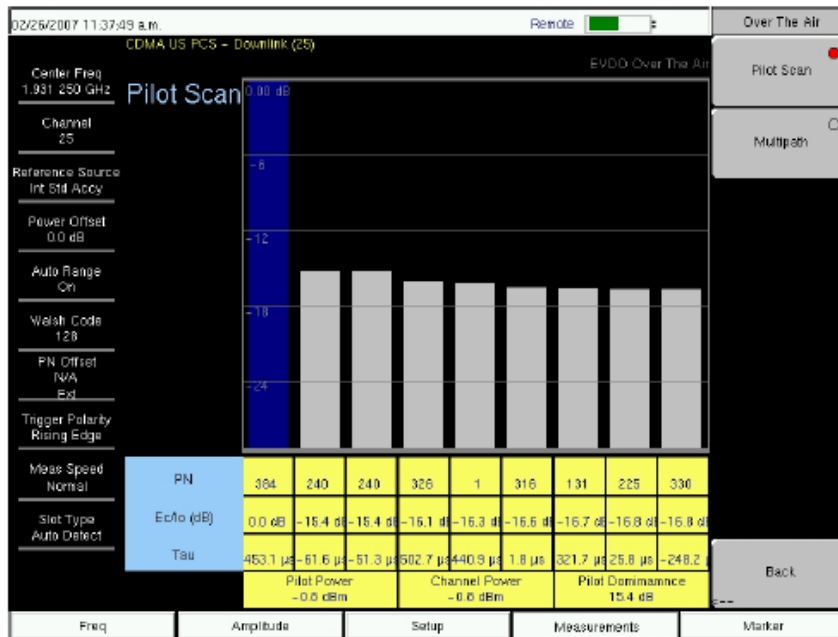 02/26/2007 11:37:49 a.m.
Remote
Over The Air
CDMA US PCS - Downlink (25)
EVDO Over The Air
Pilot Scan
Center Freq
1.931 250 GHz
Channel
25
Reference Source
Int Std Accy
Power Offset
0.0 dB
Auto Range
On
Walsh Code
128
PN Offset
N/A
Ext
Trigger Polarity
Rising Edge
Meas Speed
Normal
Slot Type
Auto Detect
Pilot Scan
0.00 dB
-6
-12
-18
-24
Multipath
PN 384 240 240 326 1 316 131 225 330
Ec/Io (dB) 0.0 dB -15.4 dB -15.4 dB -16.1 dB -16.3 dB -16.6 dB -16.7 dB -16.8 dB -16.8 dB
Tau 453.1 µs -61.6 µs -51.3 µs 502.7 µs 440.9 µs 1.8 µs 321.7 µs 25.8 µs -248.2 µ
Pilot Power Channel Power Pilot Domimamnce
-0.6 dBm -0.6 dBm 15.4 dB
Back
<--
Freq Amplitude Setup Measurements Marker